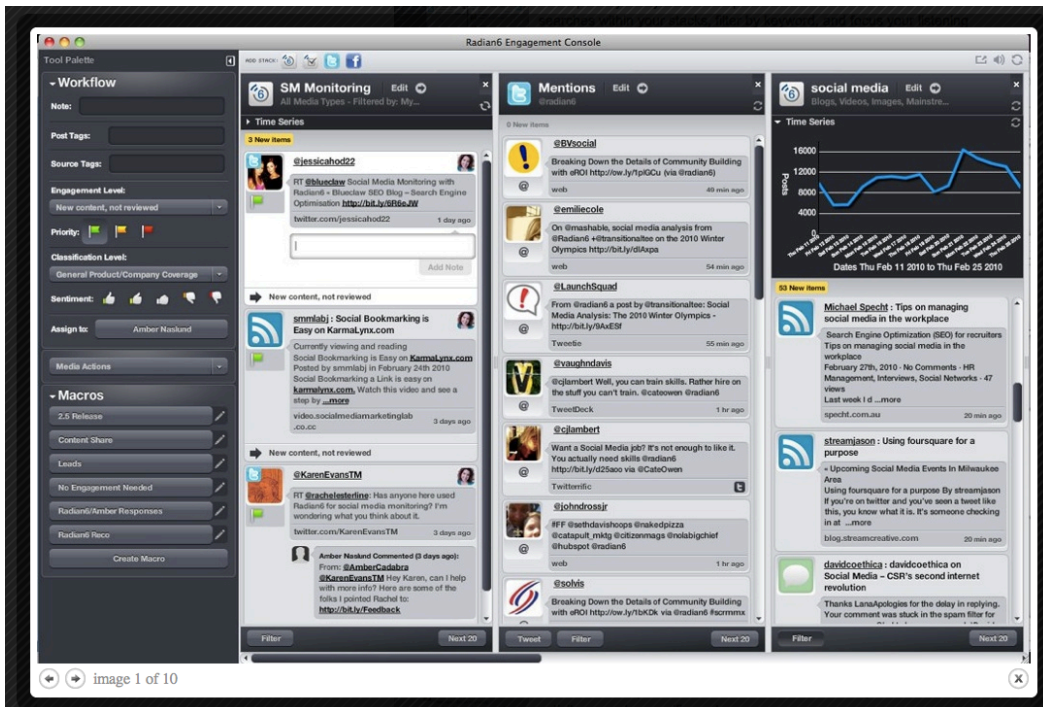 Radian6 Engagement Console
Tool Palette
Workflow
Note:
Post Tags:
Source Tags:
Engagement Level:
New content, not reviewed
Priority:
Classification Level:
General Product/Company Coverage
Sentiment:
Assign to:
Amber Naslund
Media Actions
Macros
2.5 Release
Content Share
Leads
No Engagement Needed
Radian6/Amber Responses
Radian6 Reco
Create Macro
ADD STACK:
SM Monitoring Edit
All Media Types - Filtered by: My...
Time Series
3 New items
@jessicahod22
RT @blueclaw Social Media Monitoring with
Radian6 « Blueclaw SEO Blog – Search Engine
Optimisation http://bit.ly/6R6eJW
twitter.com/jessicahod22 1 day ago
Add Note
New content, not reviewed
smmlabj : Social Bookmarking is
Easy on KarmaLynx.com
Currently viewing and reading
Social Bookmarking is Easy on KarmaLynx.com
Posted by smmlabj in February 24th 2010
Social Bookmarking a Link is easy on
karmalynx.com. Watch this video and see a
step by ...more
video.socialmediamarketinglab
.co.cc 3 days ago
New content, not reviewed
@KarenEvansTM
RT @rachelesterline: Has anyone here used
Radian6 for social media monitoring? I'm
wondering what you think about it.
twitter.com/KarenEvansTM 3 days ago
Amber Naslund Commented (3 days ago):
From: @AmberCadabra
@KarenEvansTM Hey Karen, can I help
with more info? Here are some of the
folks I pointed Rachel to:
http://bit.ly/Feedback
Filter Next 20
Mentions Edit
@radian6
0 New items
@BVsocial
Breaking Down the Details of Community Building
with eROI http://ow.ly/1plGCu (via @radian6)
@ web 49 min ago
@emiliecole
On @mashable, social media analysis from
@Radian6 +@transitionaltee on the 2010 Winter
Olympics http://bit.ly/dlAxpa
@ web 54 min ago
@LaunchSquad
From @radian6 a post by @transitionaltee: Social
Media Analysis: The 2010 Winter Olympics -
http://bit.ly/9AxESf
@ Tweetie 55 min ago
@vaughndavis
@cjlambert Well, you can train skills. Rather hire on
the stuff you can't train. @cateowen @radian6
@ TweetDeck 1 hr ago
@cjlambert
Want a Social Media job? It's not enough to like it.
You actually need skills @radian6
http://bit.ly/d25aoo via @CateOwen
@ Twitterrific
@johndrossjr
#FF @sethdavishoops @nakedpizza
@catapult_mktg @citizenmags @nolabigchief
@hubspot @radian6
@ web 1 hr ago
@solvis
Breaking Down the Details of Community Building
with eROI http://ow.ly/1bKDk via @radian6 #scrmmx
Tweet Filter Next 20
social media Edit
Blogs, Videos, Images, Mainstre...
Time Series
Posts
16000
12000
8000
4000
0
Dates Thu Feb 11 2010 to Thu Feb 25 2010
53 New items
Michael Specht : Tips on managing
social media in the workplace
Search Engine Optimization (SEO) for recruiters
Tips on managing social media in the
workplace
February 27th, 2010 · No Comments · HR
Management, Interviews, Social Networks · 47
views
Last week I d ...more
specht.com.au 20 min ago
streamjason : Using foursquare for a
purpose
« Upcoming Social Media Events In Milwaukee
Area
Using foursquare for a purpose By streamjason
If you're on twitter and you've seen a tweet like
this, you know what it is. It's someone checking
in at ...more
blog.streamcreative.com 20 min ago
davidcoethica : davidcoethica on
Social Media – CSR's second internet
revolution
Thanks LanaApologies for the delay in replying.
Your comment was stuck in the spam filter for
Filter Next 20
image 1 of 10